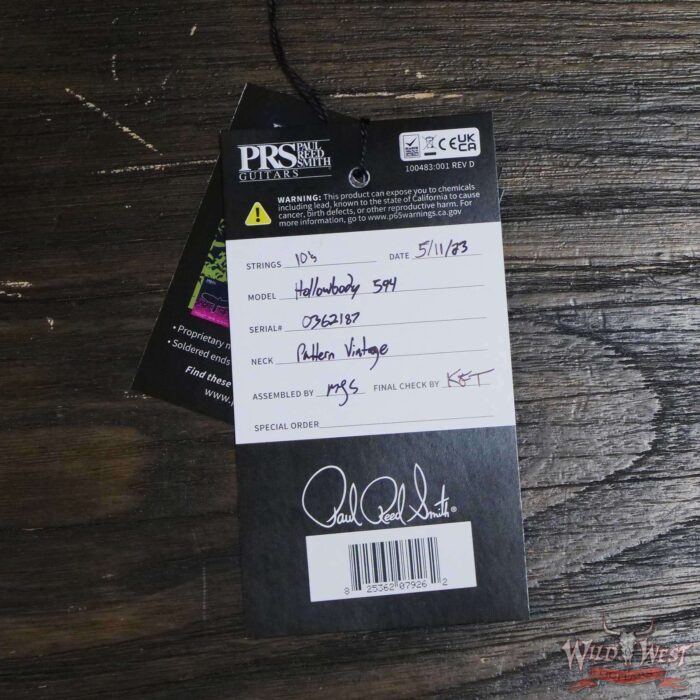 PRS PAUL REED SMITH
GUITARS
UK
CE CA
100483:001 REV D
WARNING: This product can expose you to chemicals
including lead, known to the state of California to cause
cancer, birth defects, or other reproductive harm. For
more information, go to www.p65warnings.ca.gov
STRINGS 10's DATE 5/11/23
MODEL Hollowbody 594
SERIAL# 0362187
NECK Pattern Vintage
ASSEMBLED BY mgs FINAL CHECK BY KET
SPECIAL ORDER
Paul Reed Smith®
8 25362 07926 2
• Proprietary
• Soldered ends
Find these
www.
WILD WEST
GUITARS